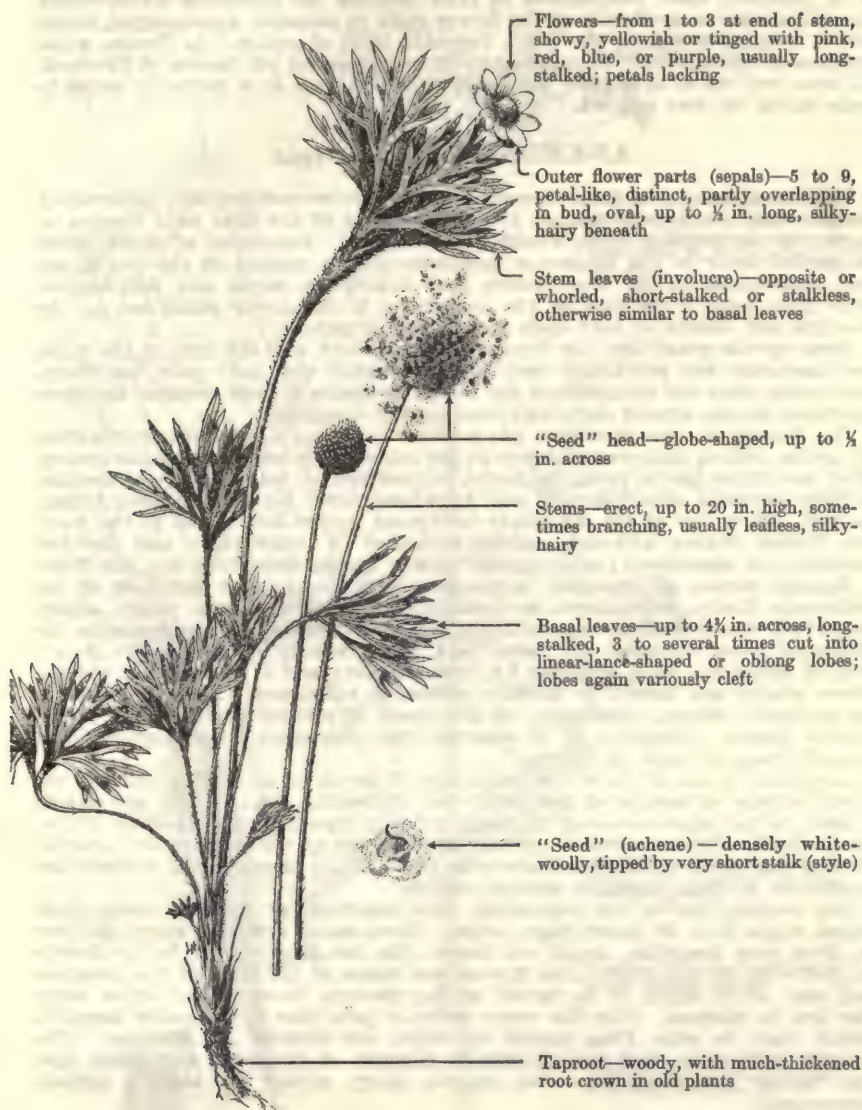 Flowers—from 1 to 3 at end of stem,
showy, yellowish or tinged with pink,
red, blue, or purple, usually long-
stalked; petals lacking
Outer flower parts (sepals)—5 to 9,
petal-like, distinct, partly overlapping
in bud, oval, up to in. long, silky-
hairy beneath
Stem leaves (involucre)—opposite or
whorled, short-stalked or stalkless,
otherwise similar to basal leaves
"Seed" head—globe-shaped, up to
in. across
Stems—erect, up to 20 in. high, some-
times branching, usually leafless, silky-
hairy
Basal leaves—up to 4¾ in. across, long-
stalked, 3 to several times cut into
linear-lance-shaped or oblong lobes;
lobes again variously cleft
"Seed" (achene)—densely white-
woolly, tipped by very short stalk (style)
Taproot—woody, with much-thickened
root crown in old plants